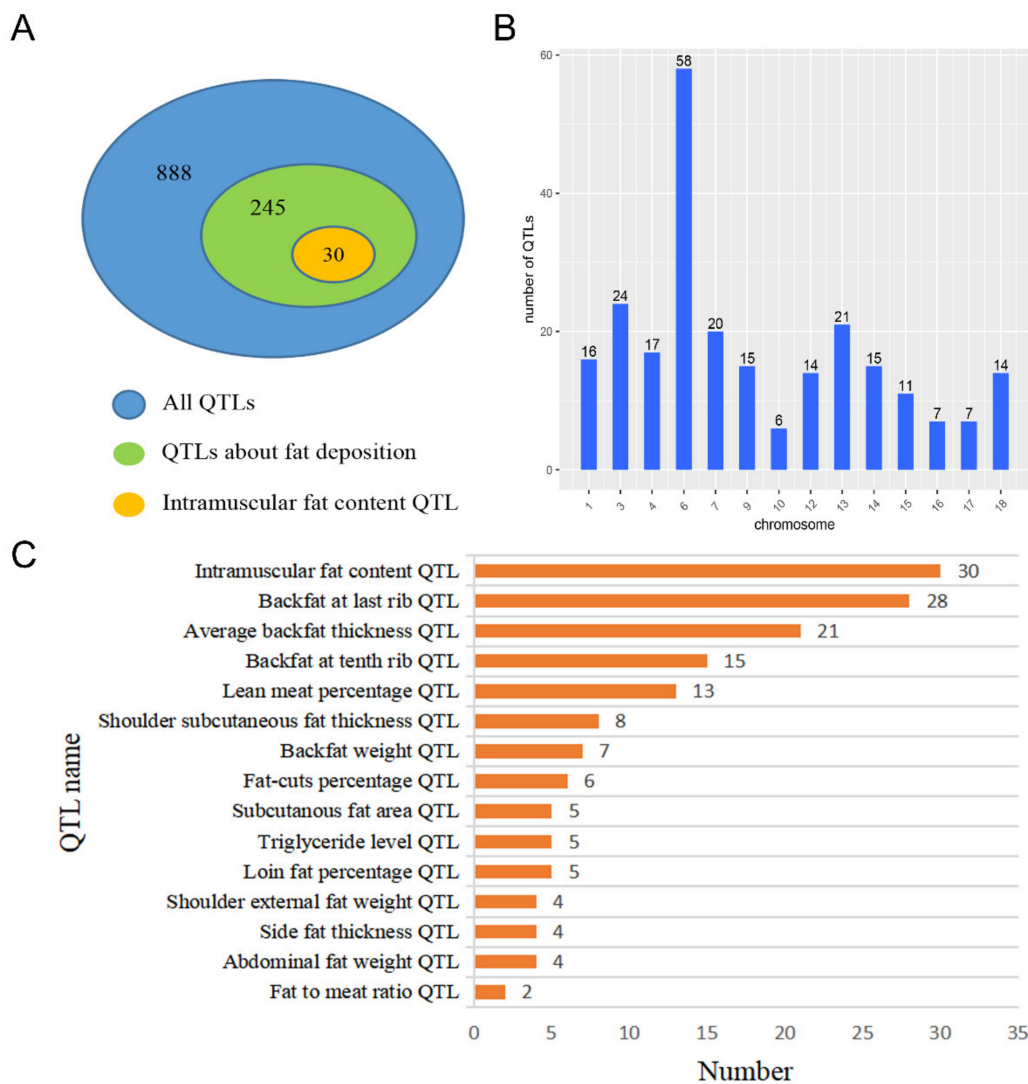 A
888
245
30
All QTLs
QTLs about fat deposition
Intramuscular fat content QTL
B
number of QTLs
60
40
20
0
16
24
17
58
20
15
6
14
21
15
11
7
7
14
1 3 4 6 7 9 10 12 13 14 15 16 17 18
chromosome
C
QTL name
Intramuscular fat content QTL 30
Backfat at last rib QTL 28
Average backfat thickness QTL 21
Backfat at tenth rib QTL 15
Lean meat percentage QTL 13
Shoulder subcutaneous fat thickness QTL 8
Backfat weight QTL 7
Fat-cuts percentage QTL 6
Subcutanous fat area QTL 5
Triglyceride level QTL 5
Loin fat percentage QTL 5
Shoulder external fat weight QTL 4
Side fat thickness QTL 4
Abdominal fat weight QTL 4
Fat to meat ratio QTL 2
0 5 10 15 20 25 30 35
Number